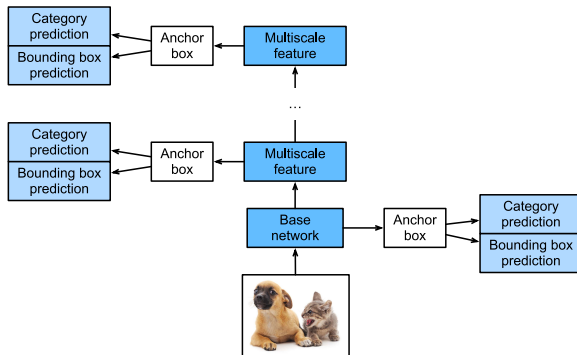 Category
prediction
Bounding box
prediction
Anchor
box
Multiscale
feature
...
Category
prediction
Bounding box
prediction
Anchor
box
Multiscale
feature
Base
network
Anchor
box
Category
prediction
Bounding box
prediction